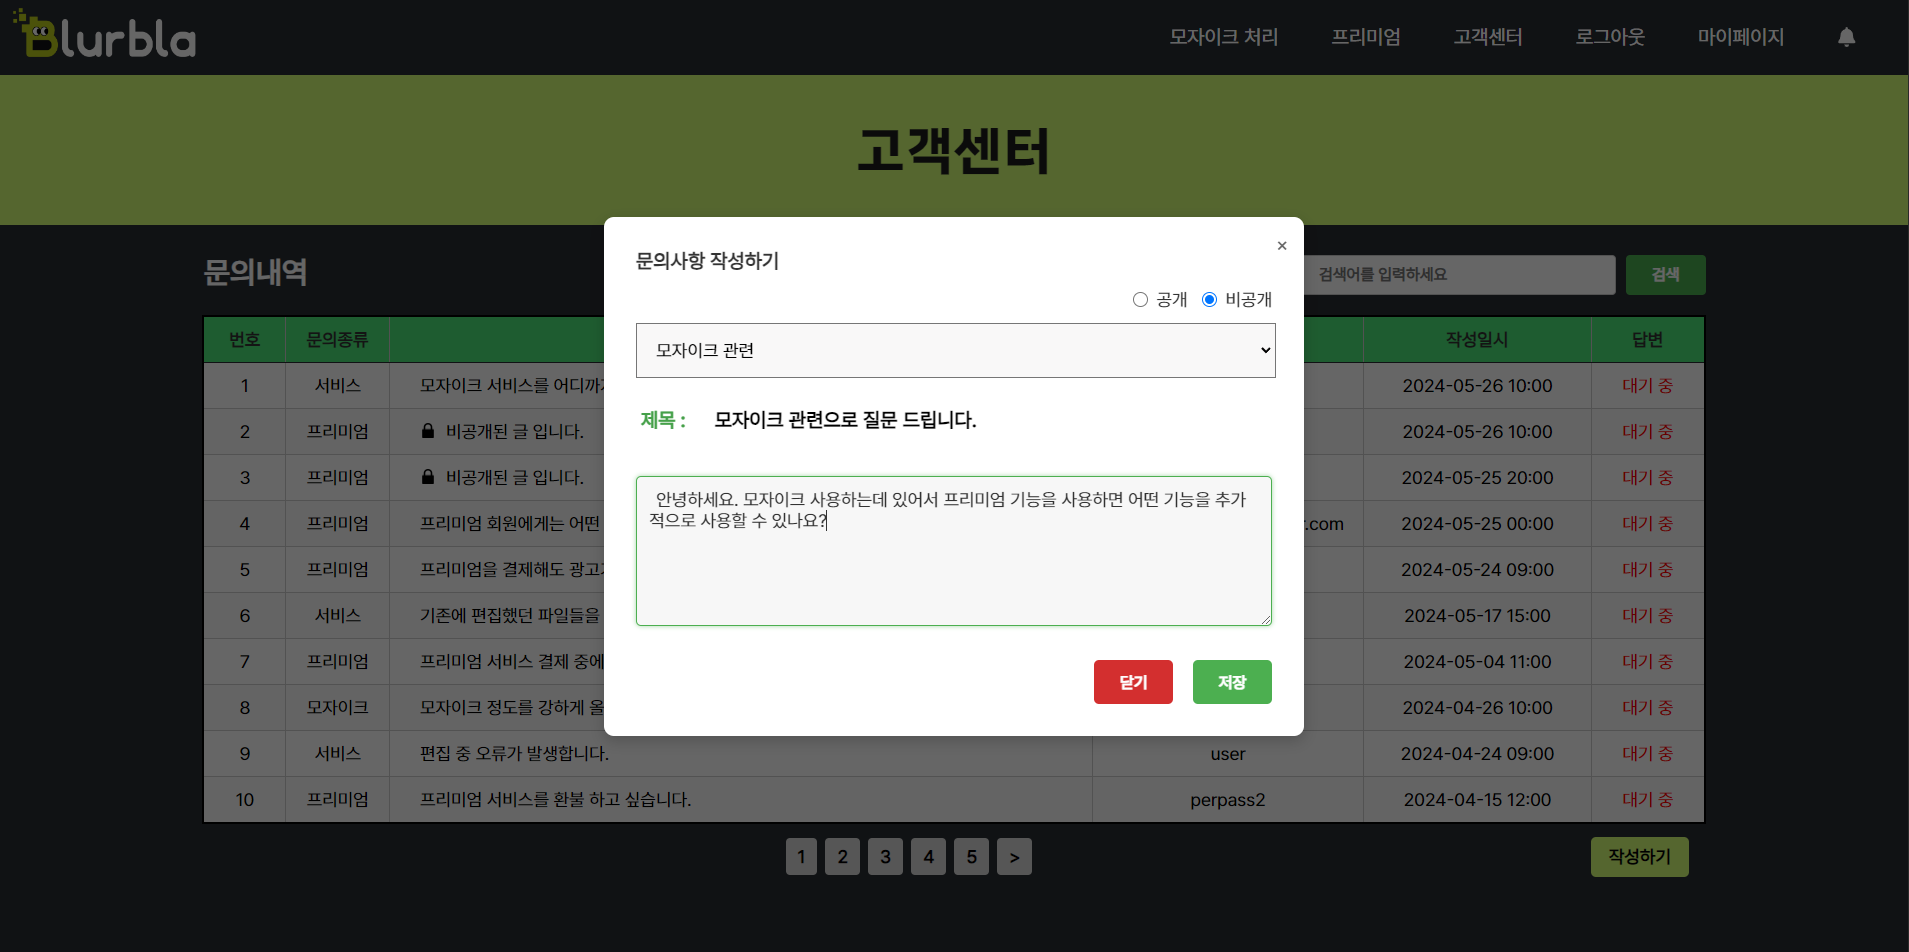 Blurbla
모자이크 처리 프리미엄 고객센터 로그아웃 마이페이지
고객센터
문의내역
검색어를 입력하세요 검색
문의사항 작성하기 ×
공개 비공개
모자이크 관련
제목 : 모자이크 관련으로 질문 드립니다.
안녕하세요. 모자이크 사용하는데 있어서 프리미엄 기능을 사용하면 어떤 기능을 추가
적으로 사용할 수 있나요?
닫기 저장
번호 문의종류 작성일시 답변
1 서비스 모자이크 서비스를 어디까지 2024-05-26 10:00 대기 중
2 프리미엄 비공개된 글 입니다. 2024-05-26 10:00 대기 중
3 프리미엄 비공개된 글 입니다. 2024-05-25 20:00 대기 중
4 프리미엄 프리미엄 회원에게는 어떤 .com 2024-05-25 00:00 대기 중
5 프리미엄 프리미엄을 결제해도 2024-05-24 09:00 대기 중
6 서비스 기존에 편집했던 파일들을 2024-05-17 15:00 대기 중
7 프리미엄 프리미엄 서비스 결제 중에 2024-05-04 11:00 대기 중
8 모자이크 모자이크 정도를 강하게 올 2024-04-26 10:00 대기 중
9 서비스 편집 중 오류가 발생합니다. user 2024-04-24 09:00 대기 중
10 프리미엄 프리미엄 서비스를 환불 하고 싶습니다. perpass2 2024-04-15 12:00 대기 중
1 2 3 4 5 > 작성하기